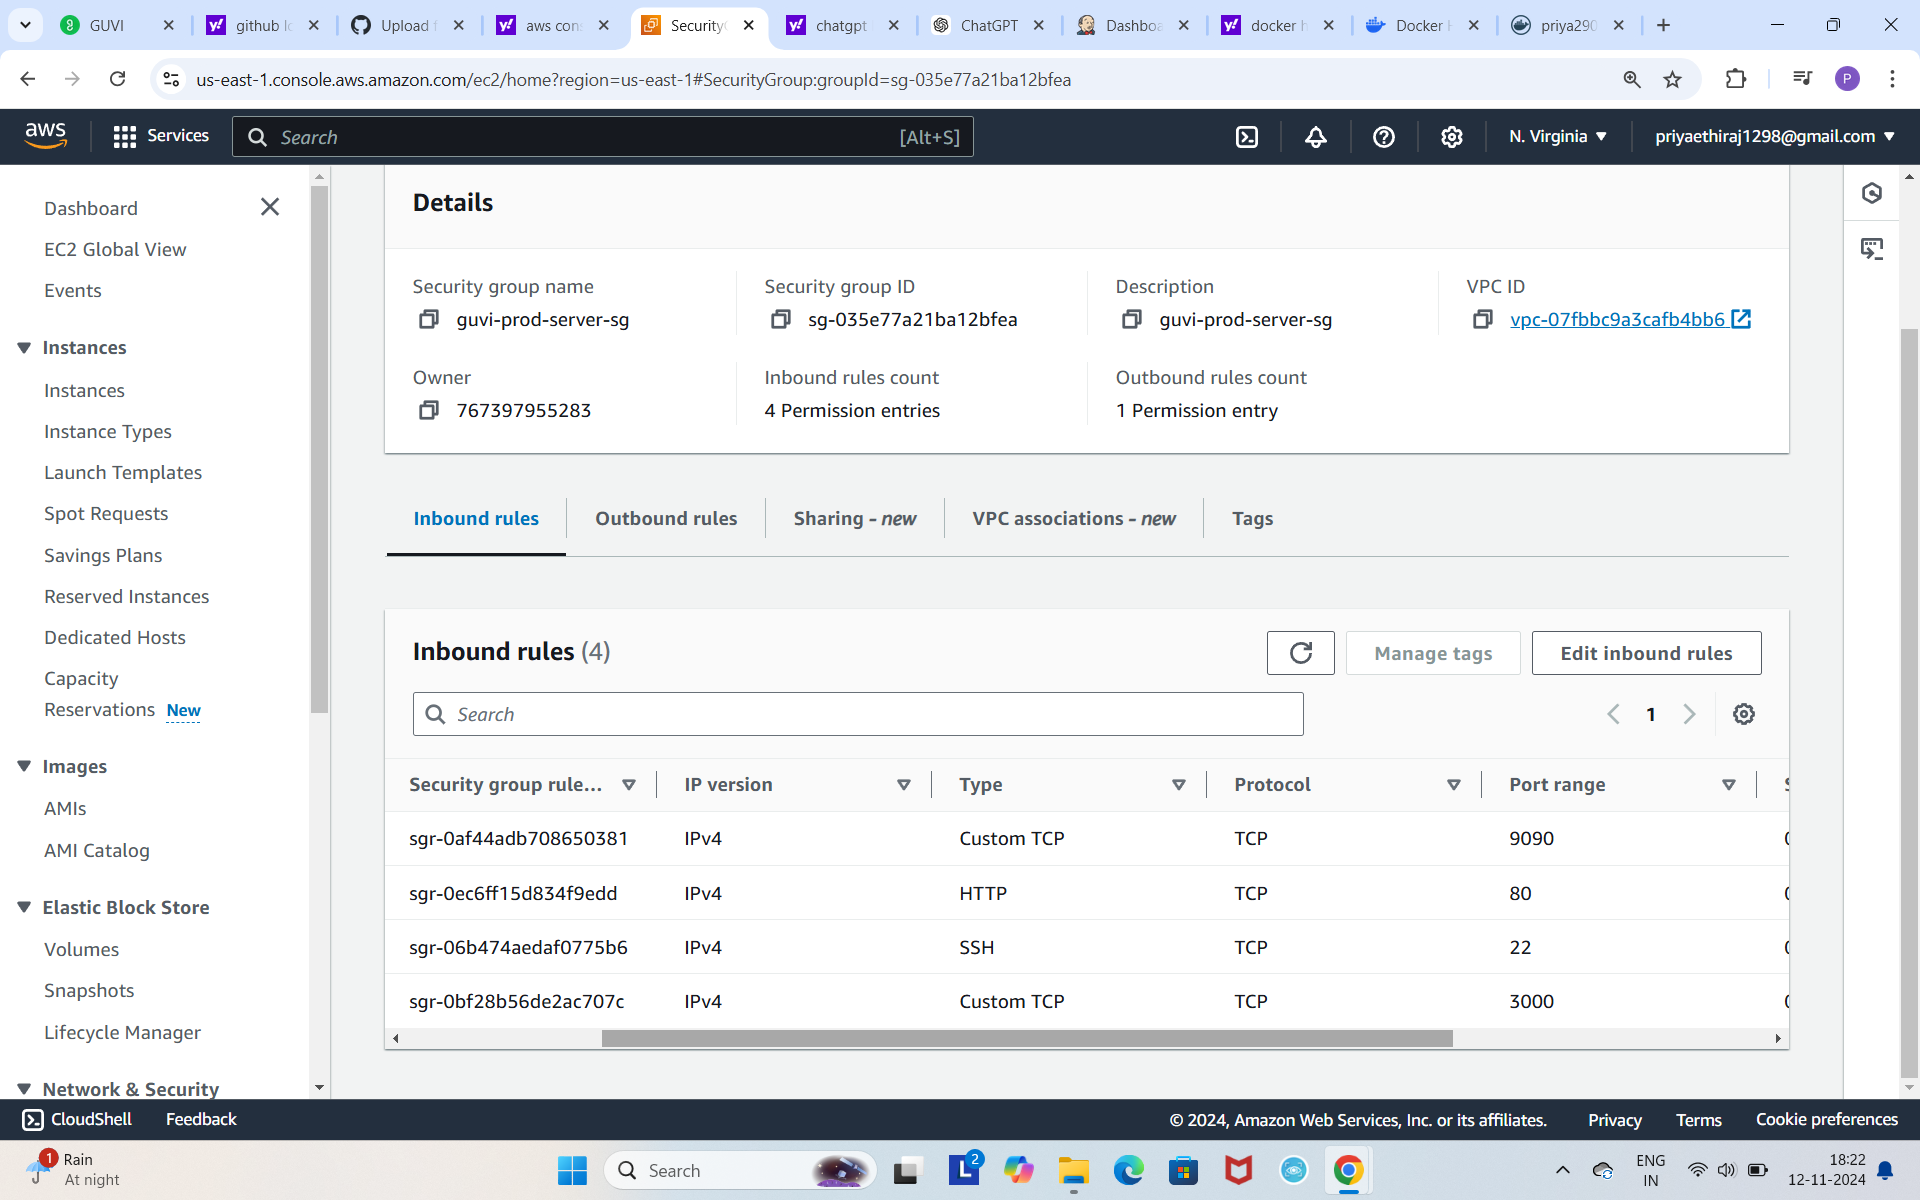 GUVI
github lo
Upload f
aws cons
SecurityG
chatgpt
ChatGPT
Dashboa
docker h
Docker H
priya290
us-east-1.console.aws.amazon.com/ec2/home?region=us-east-1#SecurityGroup:groupId=sg-035e77a21ba12bfea
P
aws
Services
Search
[Alt+S]
N. Virginia
priyaethiraj1298@gmail.com
Dashboard
EC2 Global View
Events
Instances
Instances
Instance Types
Launch Templates
Spot Requests
Savings Plans
Reserved Instances
Dedicated Hosts
Capacity
Reservations New
Images
AMIs
AMI Catalog
Elastic Block Store
Volumes
Snapshots
Lifecycle Manager
Network & Security
Details
Security group name
guvi-prod-server-sg
Security group ID
sg-035e77a21ba12bfea
Description
guvi-prod-server-sg
VPC ID
vpc-07fbbc9a3cafb4bb6
Owner
767397955283
Inbound rules count
4 Permission entries
Outbound rules count
1 Permission entry
Inbound rules
Outbound rules
Sharing - new
VPC associations - new
Tags
Inbound rules (4)
Manage tags
Edit inbound rules
Search
1
Security group rule... IP version Type Protocol Port range
sgr-0af44adb708650381 IPv4 Custom TCP TCP 9090
sgr-0ec6ff15d834f9edd IPv4 HTTP TCP 80
sgr-06b474aedaf0775b6 IPv4 SSH TCP 22
sgr-0bf28b56de2ac707c IPv4 Custom TCP TCP 3000
CloudShell
Feedback
© 2024, Amazon Web Services, Inc. or its affiliates.
Privacy
Terms
Cookie preferences
1
Rain
At night
Search
L
2
ENG
IN
18:22
12-11-2024